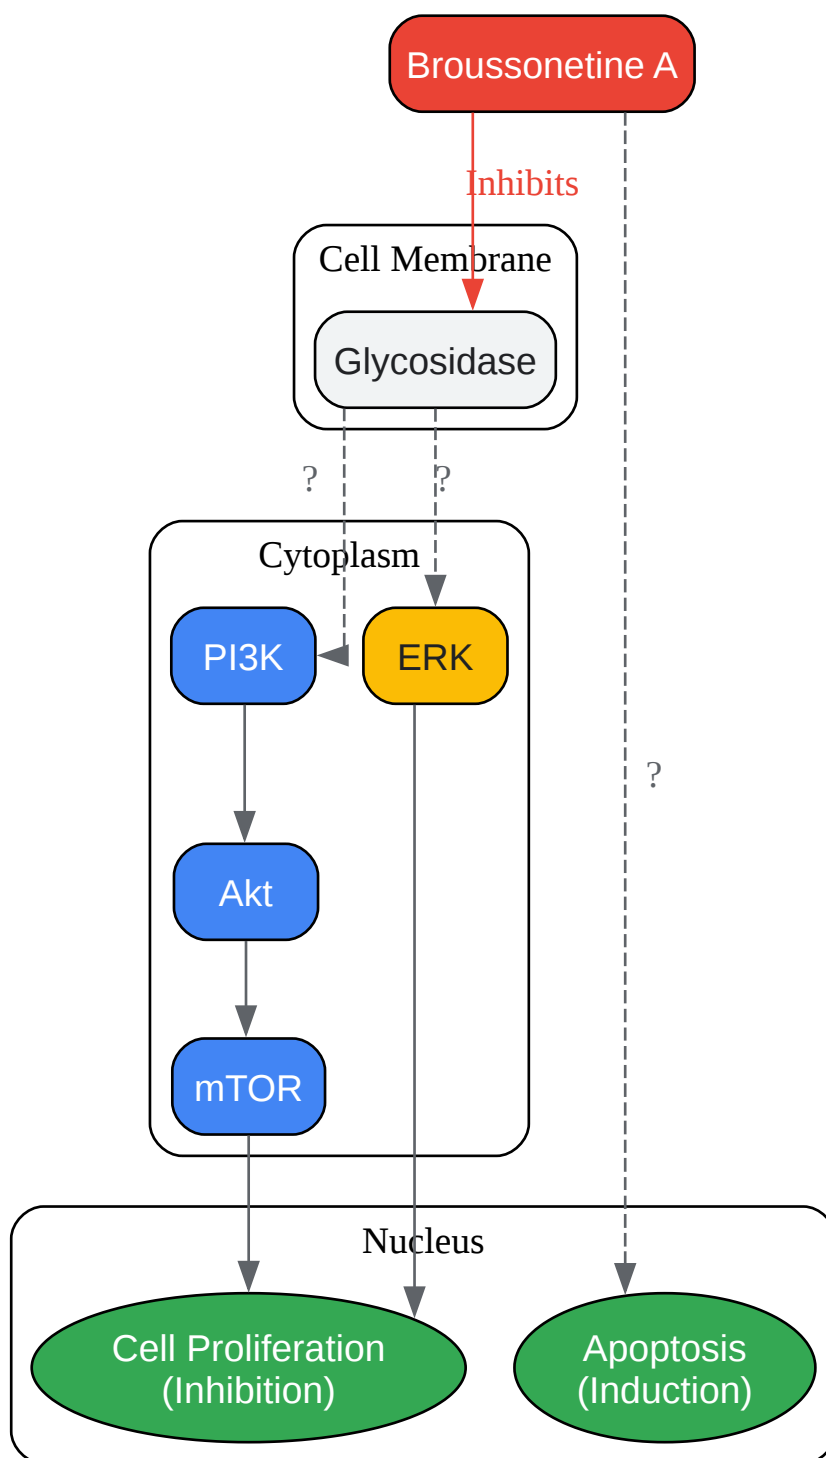 Broussonetine A
Inhibits
Cell Membrane
Glycosidase
?
?
Cytoplasm
PI3K
ERK
?
Akt
mTOR
Nucleus
Cell Proliferation
(Inhibition)
Apoptosis
(Induction)